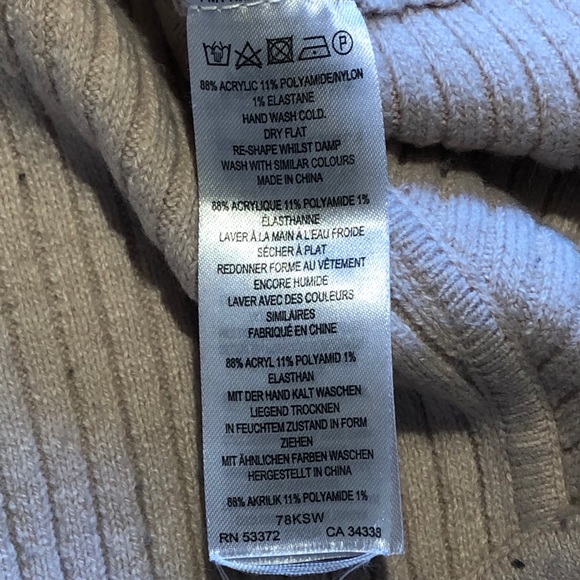 P
88% ACRYLIC 11% POLYAMIDE/NYLON
1% ELASTANE
HAND WASH COLD.
DRY FLAT
RE-SHAPE WHILST DAMP
WASH WITH SIMILAR COLOURS
MADE IN CHINA
88% ACRYLIQUE 11% POLYAMIDE 1%
ÉLASTHANNE
LAVER À LA MAIN A L'EAU FROIDE
SÉCHER À PLAT
REDONNER FORME AU VÊTEMENT
ENCORE HUMIDE
LAVER AVEC DES COULEURS
SIMILAIRES
FABRIQUÉ EN CHINE
88% ACRYL 11% POLYAMID 1%
ELASTHAN
MIT DER HAND KALT WASCHEN
LIEGEND TROCKNEN
IN FEUCHTEM ZUSTAND IN FORM
ZIEHEN
MIT ÄHNLICHEN FARBEN WASCHEN
HERGESTELLT IN CHINA
88% AKRILIK 11% POLYAMIDE 1%
78KSW
RN 53372 CA 34338